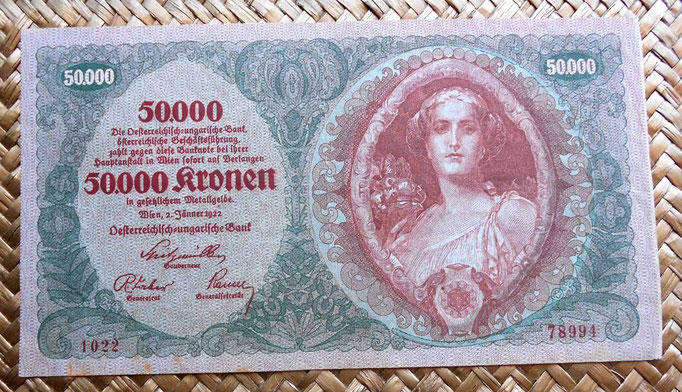 50.000 50.000
50.000
Die Oesterreichisch-ungarische Bank,
österreichische Geschäftsführung,
zahlt gegen diese Banknote bei ihrer
Hauptanstalt in Wien sofort auf Verlangen
50.000 Kronen
in gesetzlichem Metallgelde.
Wien, 2. Jänner 1922
Oesterreichisch-ungarische Bank
Gouverneur
Generalrat Generalsekretär
1022 78994